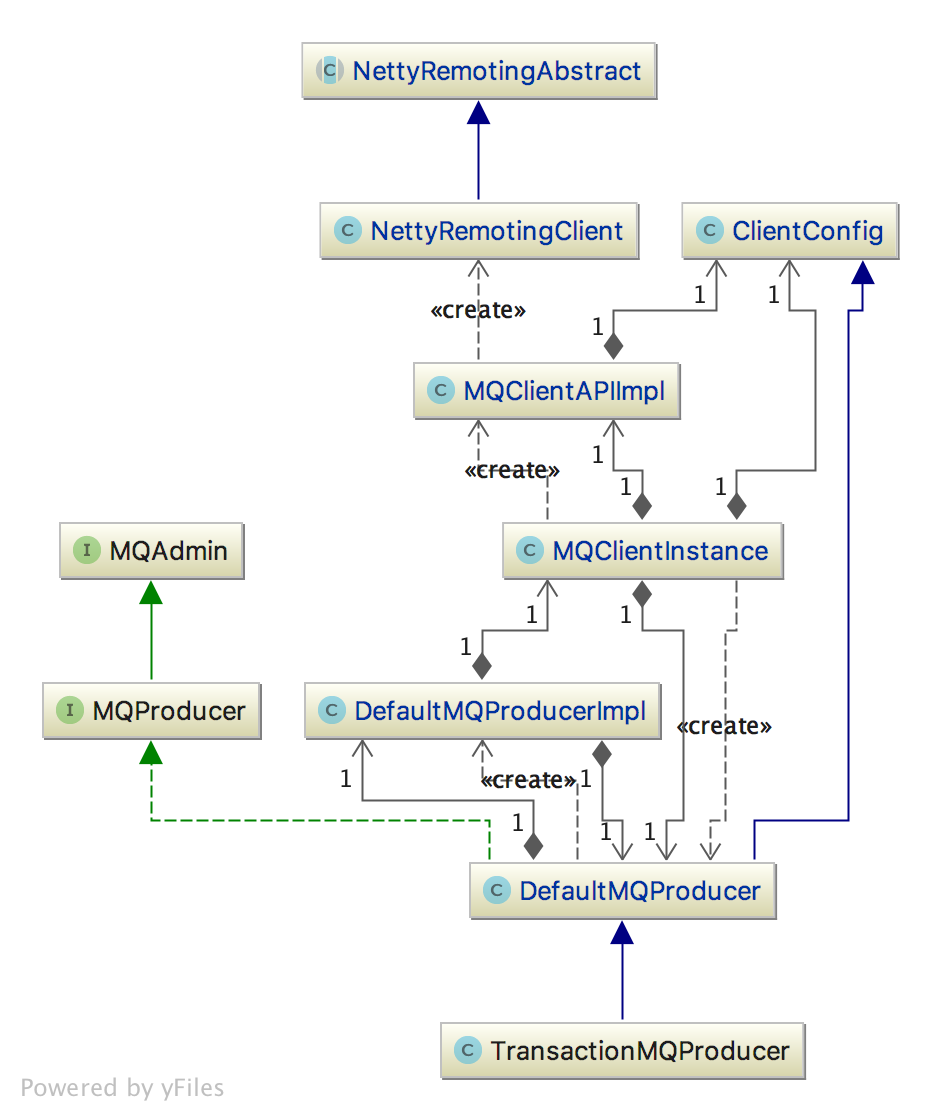 C NettyRemotingAbstract
C NettyRemotingClient
C ClientConfig
«create»
1
1
1
C MQClientAPIImpl
1
«create»
1
1
I MQAdmin
C MQClientInstance
1
1
1
I MQProducer
C DefaultMQProducerImpl
«create»
1
«create»
1
1
1
1
C DefaultMQProducer
C TransactionMQProducer
Powered by yFiles